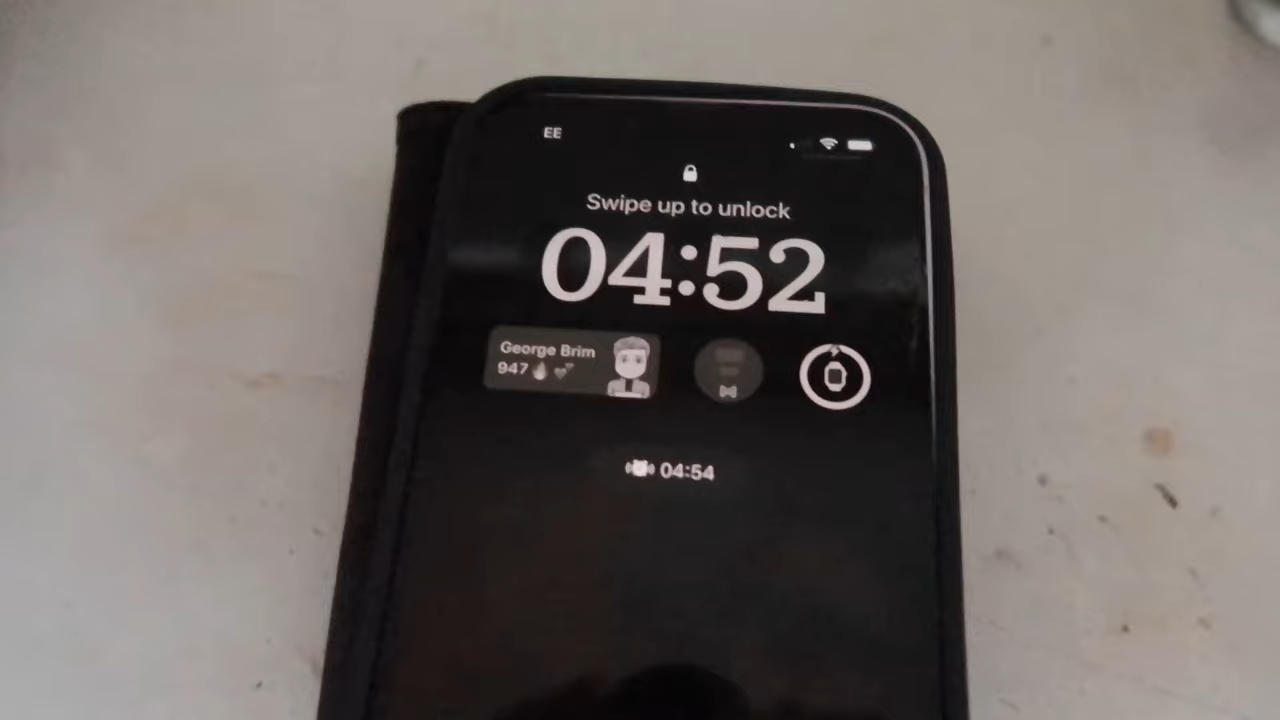 EE
Swipe up to unlock
04:52
George Brim
947🔥💕
04:54